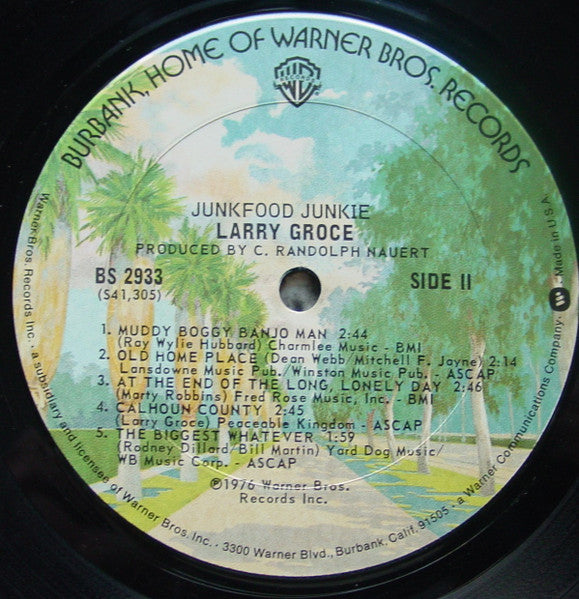 BURBANK, HOME OF WARNER BROS. RECORDS
WB
RECORDS
JUNKFOOD JUNKIE
LARRY GROCE
PRODUCED BY C. RANDOLPH NAUERT
BS 2933
(S41,305)
SIDE II
1. MUDDY BOGGY BANJO MAN 2:44
(Ray Wylie Hubbard) Charmlee Music - BMI
2. OLD HOME PLACE (Dean Webb/Mitchell F. Jayne) 2:14
Lansdowne Music Pub./Winston Music Pub. - ASCAP
3. AT THE END OF THE LONG, LONELY DAY 2:46
(Marty Robbins) Fred Rose Music, Inc. - BMI
4. CALHOUN COUNTY 2:45
(Larry Groce) Peaceable Kingdom - ASCAP
5. THE BIGGEST WHATEVER 1:59
(Rodney Dillard/Bill Martin) Yard Dog Music/
WB Music Corp. - ASCAP
℗1976 Warner Bros.
Records Inc.
Warner Bros. Records Inc., a subsidiary and licensee of Warner Bros. Inc. - 3300 Warner Blvd., Burbank, Calif. 91505 - a Warner Communications Company. Made in U.S.A.